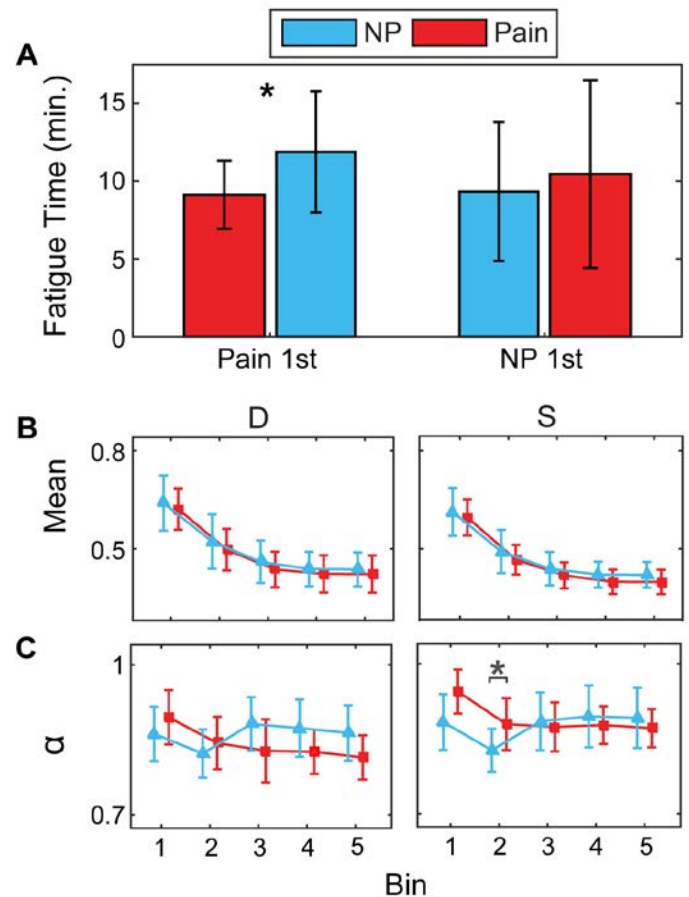 NP Pain
A
*
Fatigue Time (min.)
15
10
5
0
Pain 1st NP 1st
B
D S
Mean
0.8
0.5
C
*
α
1
0.7
1 2 3 4 5 1 2 3 4 5
Bin